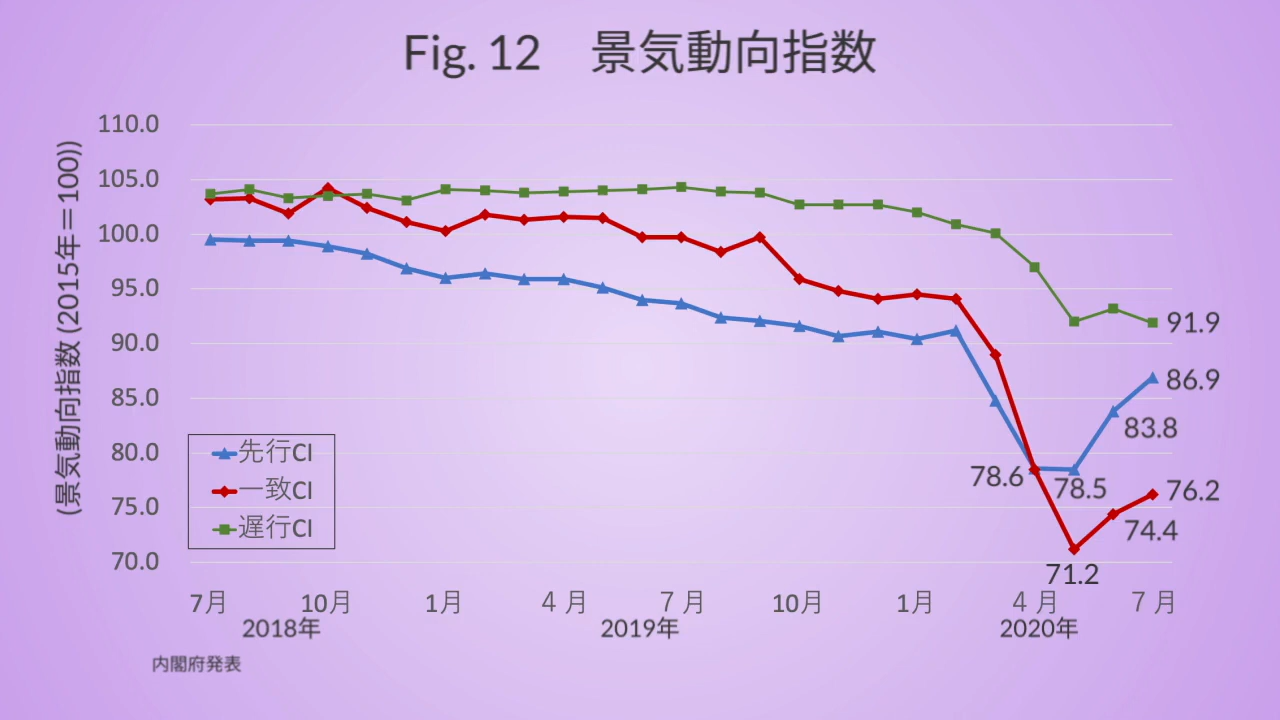 Fig. 12　景気動向指数
(景気動向指数 (2015年＝100))
110.0
105.0
100.0
95.0
90.0
85.0
80.0
75.0
70.0
先行CI
一致CI
遅行CI
91.9
86.9
83.8
78.6
78.5
76.2
74.4
71.2
7月 10月 1月 ４月 ７月 10月 1月 ４月 ７月
2018年 2019年 2020年
内閣府発表